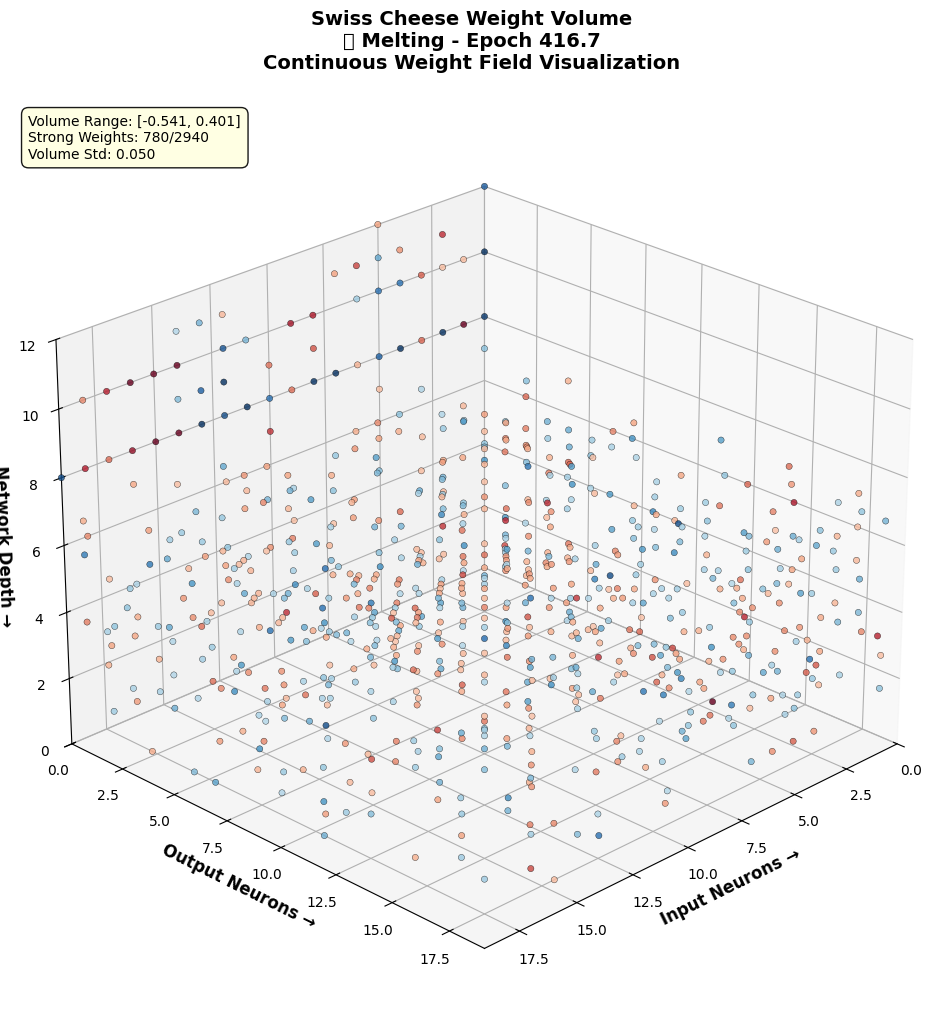 Swiss Cheese Weight Volume
▯ Melting - Epoch 416.7
Continuous Weight Field Visualization
Volume Range: [-0.541, 0.401]
Strong Weights: 780/2940
Volume Std: 0.050
12
10
8
6
4
2
0
Network Depth →
0.0
2.5
5.0
7.5
10.0
12.5
15.0
17.5
Output Neurons →
0.0
2.5
5.0
7.5
10.0
12.5
15.0
17.5
Input Neurons →